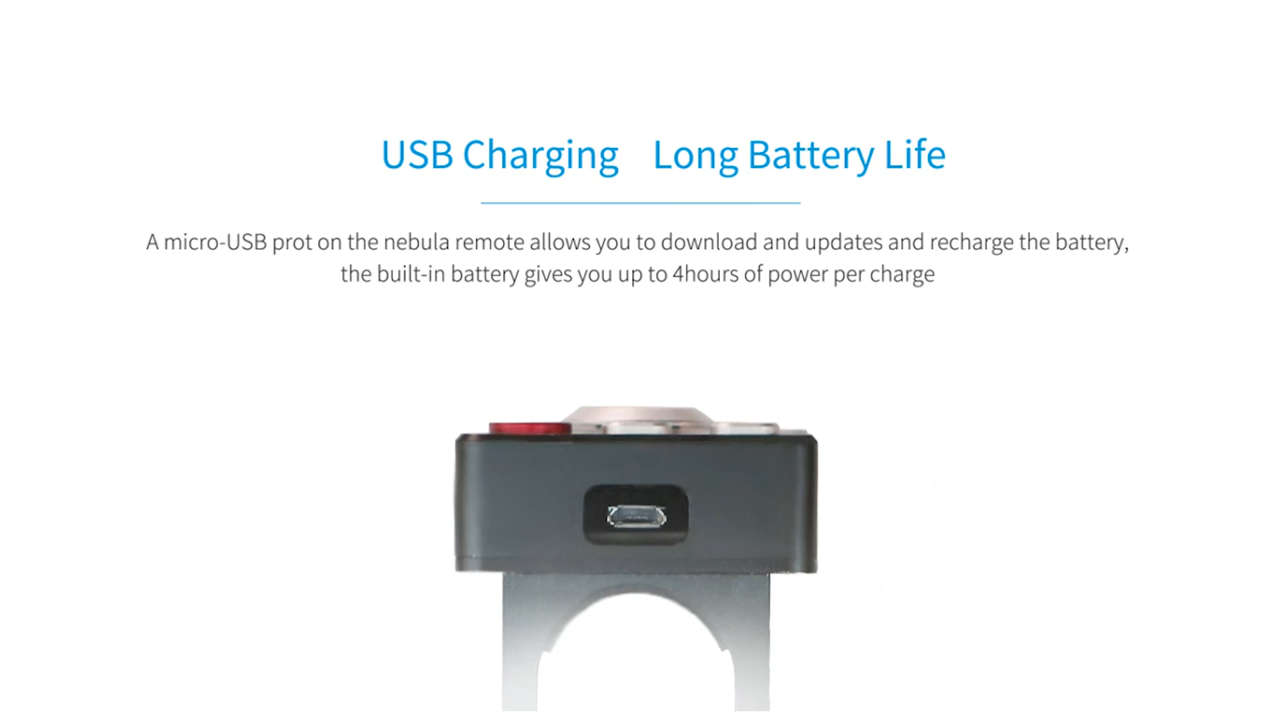 USB Charging Long Battery Life
A micro-USB prot on the nebula remote allows you to download and updates and recharge the battery,
the built-in battery gives you up to 4hours of power per charge